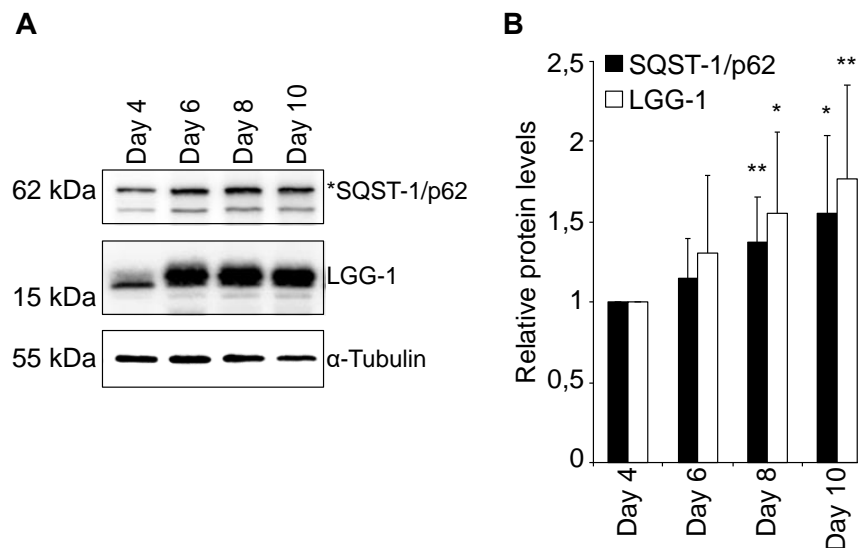 A
Day 4
Day 6
Day 8
Day 10
62 kDa
*SQST-1/p62
15 kDa
LGG-1
55 kDa
α-Tubulin
B
SQST-1/p62
LGG-1
Relative protein levels
2,5
2
1,5
1
0,5
0
**
*
*
**
Day 4
Day 6
Day 8
Day 10